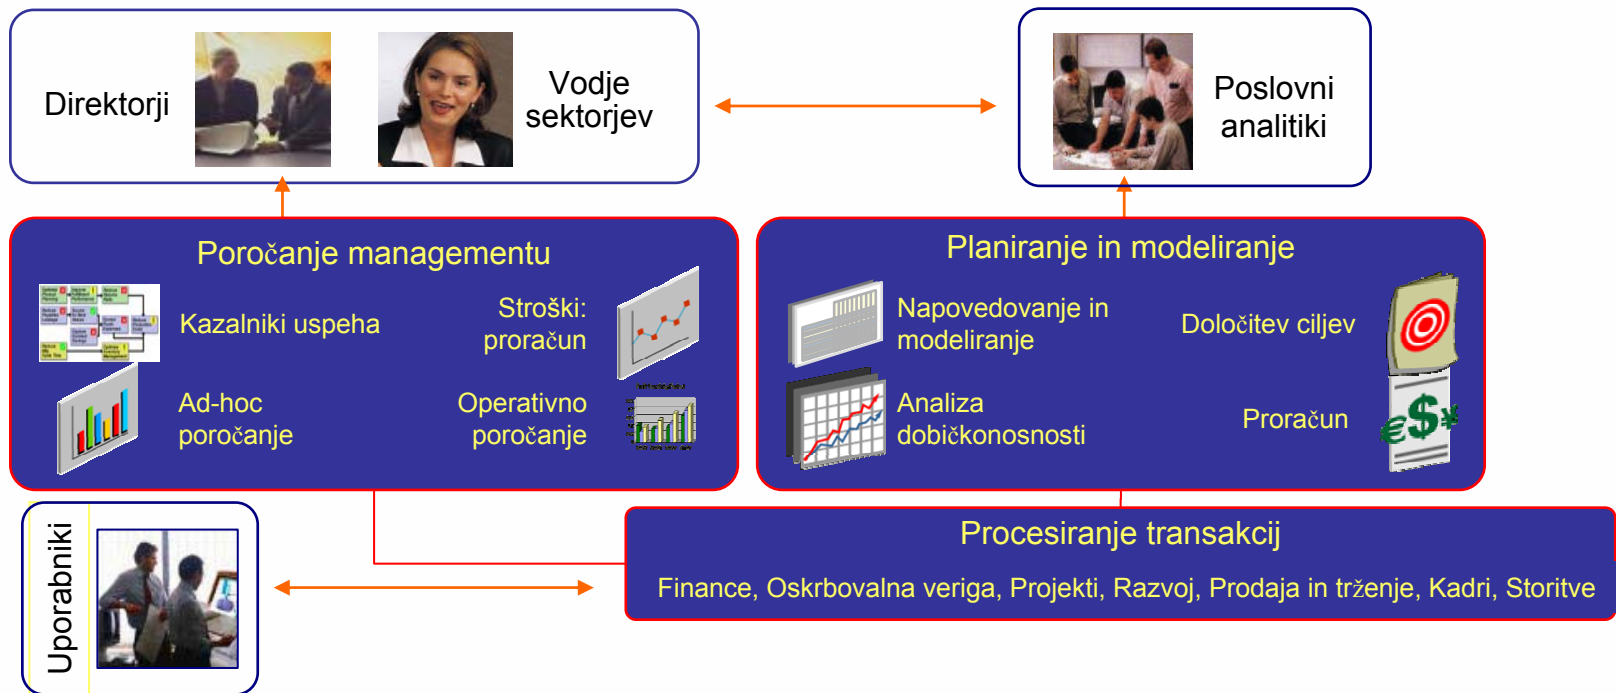 Direktorji
Vodje
sektorjev
Poslovni
analitiki
Poročanje managementu
Kazalniki uspeha
Stroški:
proračun
Ad-hoc
poročanje
Operativno
poročanje
Planiranje in modeliranje
Napovedovanje in
modeliranje
Določitev ciljev
Analiza
dobičkonosnosti
Proračun
€$¥
Uporabniki
Procesiranje transakcij
Finance, Oskrbovalna veriga, Projekti, Razvoj, Prodaja in trženje, Kadri, Storitve